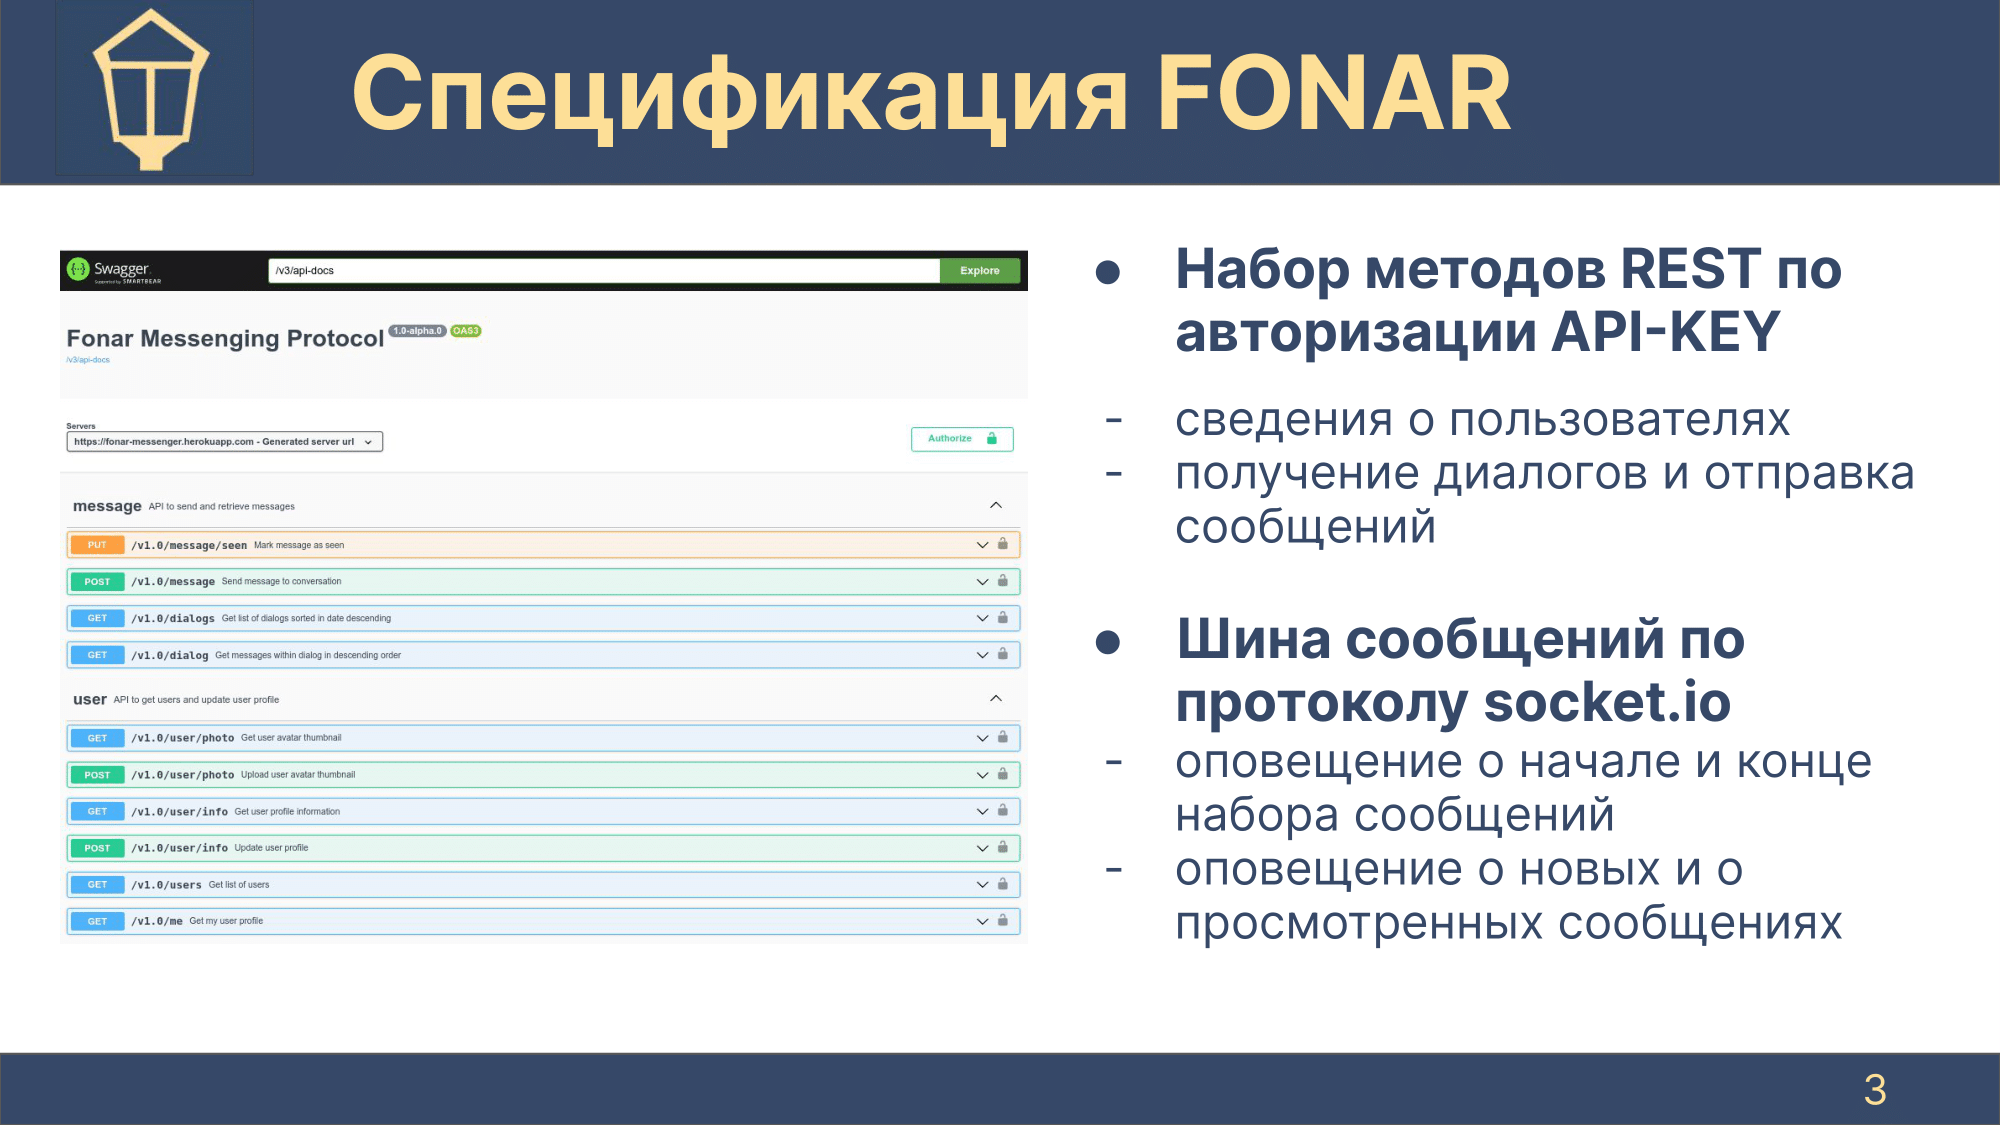 Спецификация FONAR
Swagger
Supported by SMARTBEAR
/v3/api-docs
Explore
Fonar Messenging Protocol 1.0-alpha.0 OAS3
/v3/api-docs
Servers
https://fonar-messenger.herokuapp.com - Generated server url
Authorize
message API to send and retrieve messages
PUT /v1.0/message/seen Mark message as seen
POST /v1.0/message Send message to conversation
GET /v1.0/dialogs Get list of dialogs sorted in date descending
GET /v1.0/dialog Get messages within dialog in descending order
user API to get users and update user profile
GET /v1.0/user/photo Get user avatar thumbnail
POST /v1.0/user/photo Upload user avatar thumbnail
GET /v1.0/user/info Get user profile information
POST /v1.0/user/info Update user profile
GET /v1.0/users Get list of users
GET /v1.0/me Get my user profile
● Набор методов REST по
авторизации API-KEY
- сведения о пользователях
- получение диалогов и отправка
сообщений
● Шина сообщений по
протоколу socket.io
- оповещение о начале и конце
набора сообщений
- оповещение о новых и о
просмотренных сообщениях
3